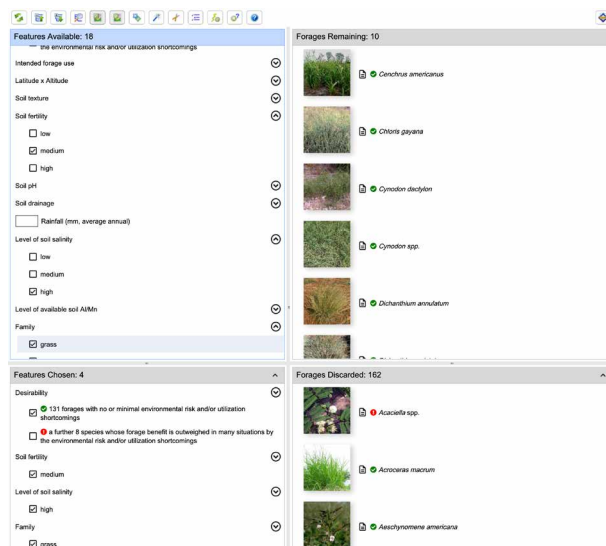 Features Available: 18
the environmental risk and/or utilization shortcomings
Intended forage use
Latitude x Altitude
Soil texture
Soil fertility
low
medium
high
Soil pH
Soil drainage
Rainfall (mm, average annual)
Level of soil salinity
low
medium
high
Level of available soil Al/Mn
Family
grass
Forages Remaining: 10
Cenchrus americanus
Chloris gayana
Cynodon dactylon
Cynodon spp.
Dichanthium annulatum
Features Chosen: 4
Desirability
131 forages with no or minimal environmental risk and/or utilization
shortcomings
a further 8 species whose forage benefit is outweighed in many situations by
the environmental risk and/or utilization shortcomings
Soil fertility
medium
Level of soil salinity
high
Family
grass
Forages Discarded: 162
Acaciella spp.
Acroceras macrum
Aeschynomene americana